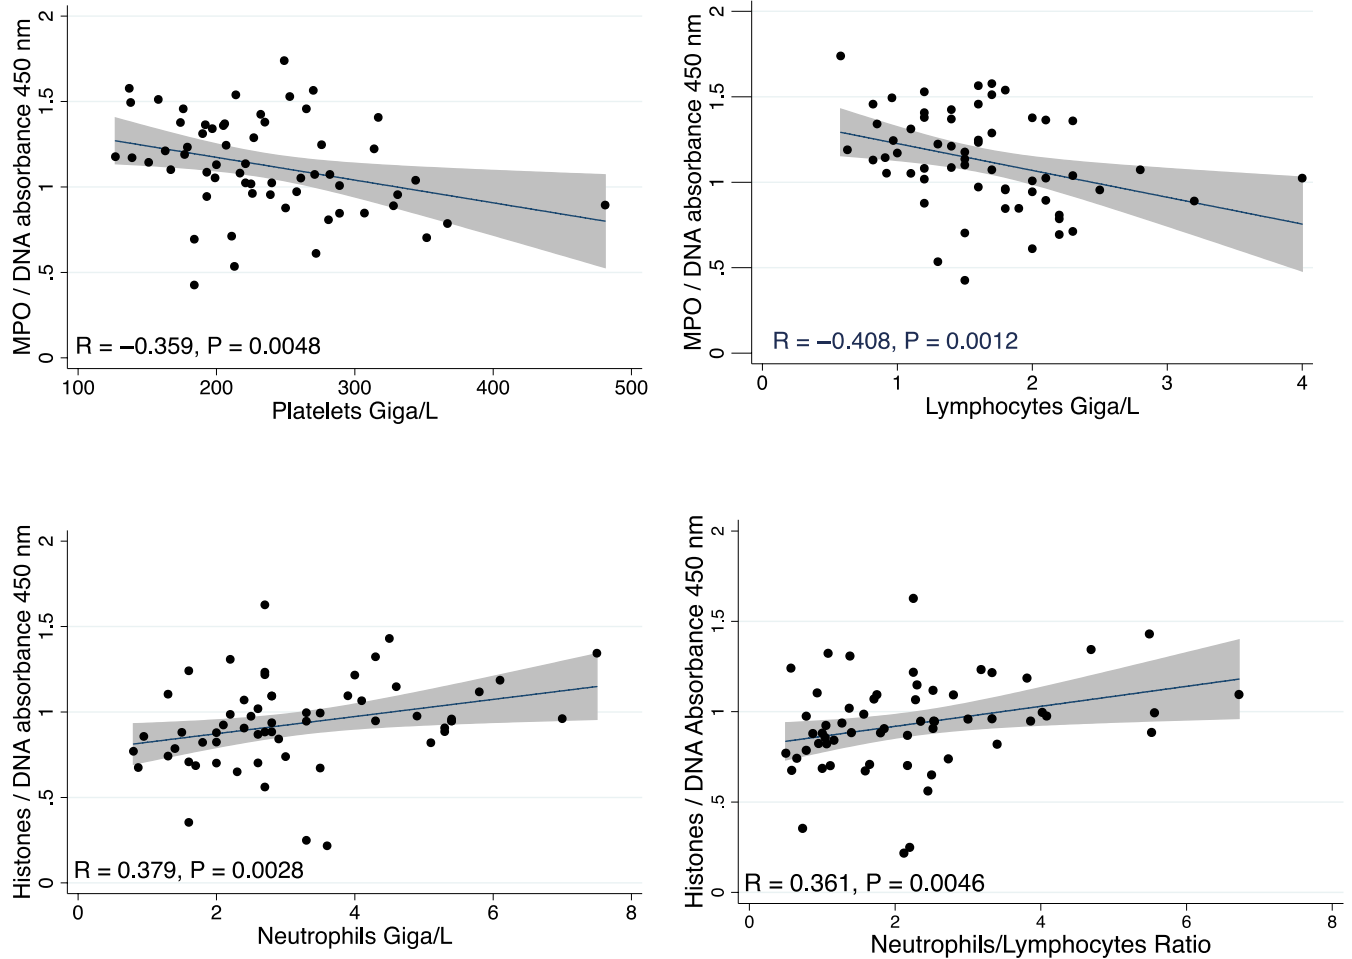 MPO / DNA absorbance 450 nm
2
1.5
1
.5
0
R = −0.359, P = 0.0048
100 200 300 400 500
Platelets Giga/L
MPO / DNA absorbance 450 nm
2
1.5
1
.5
0
R = −0.408, P = 0.0012
0 1 2 3 4
Lymphocytes Giga/L
Histones / DNA absorbance 450 nm
2
1.5
1
.5
0
R = 0.379, P = 0.0028
0 2 4 6 8
Neutrophils Giga/L
Histones / DNA Absorbance 450 nm
2
1.5
1
.5
0
R = 0.361, P = 0.0046
0 2 4 6 8
Neutrophils/Lymphocytes Ratio